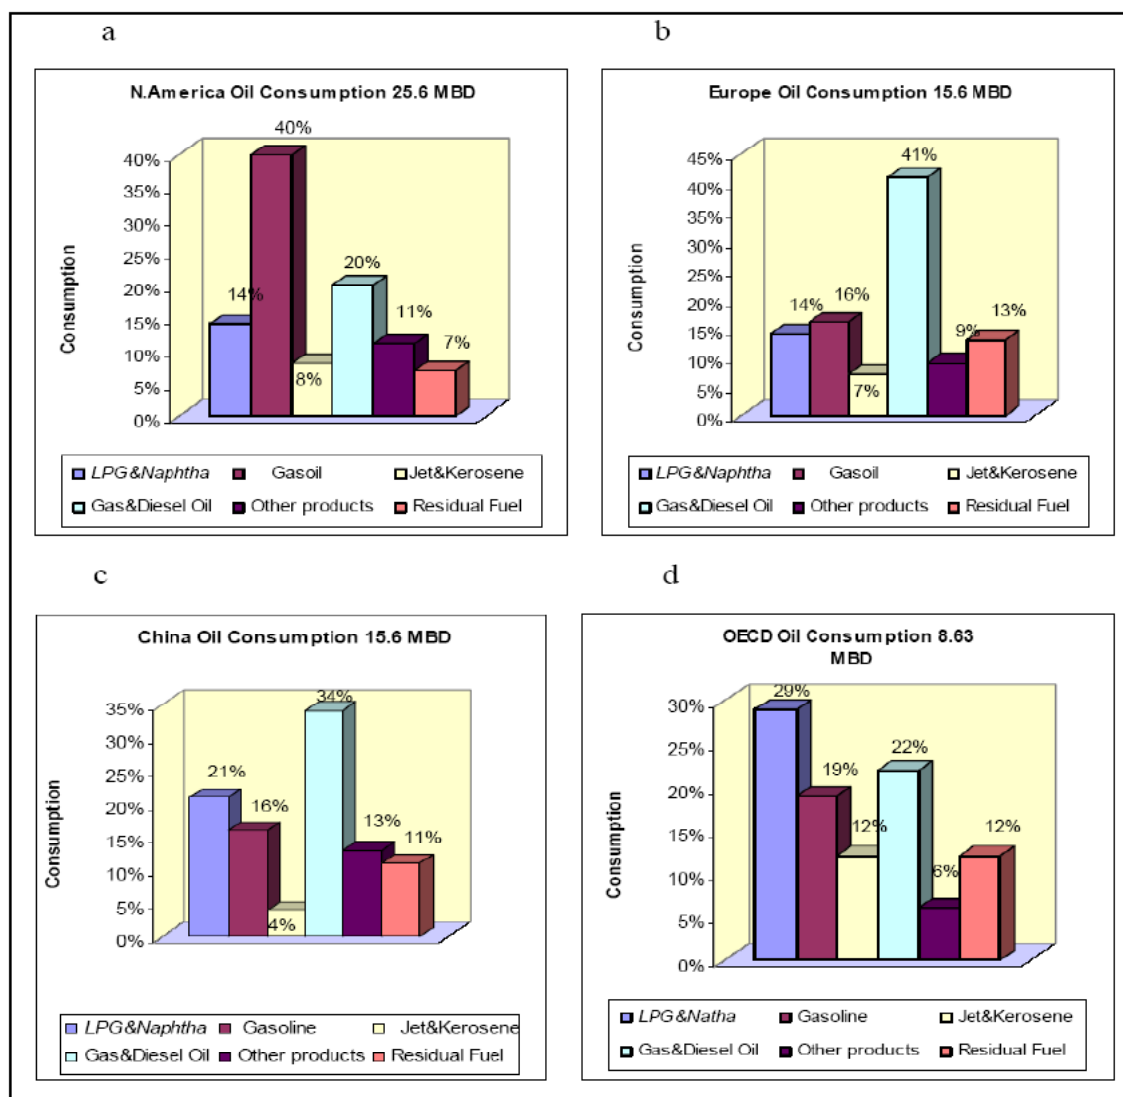 a
N.America Oil Consumption 25.6 MBD
40%
40%
35%
30%
25%
20%
15%
10%
5%
0%
14%
8%
20%
11%
7%
Consumption
LPG&Naphtha Gasoil Jet&Kerosene
Gas&Diesel Oil Other products Residual Fuel
b
Europe Oil Consumption 15.6 MBD
45%
40%
35%
30%
25%
20%
15%
10%
5%
0%
14%
16%
7%
41%
9%
13%
Consumption
LPG&Naphtha Gasoil Jet&Kerosene
Gas&Diesel Oil Other products Residual Fuel
c
China Oil Consumption 15.6 MBD
35%
30%
25%
20%
15%
10%
5%
0%
21%
16%
4%
34%
13%
11%
Consumption
LPG&Naphtha Gasoline Jet&Kerosene
Gas&Diesel Oil Other products Residual Fuel
d
OECD Oil Consumption 8.63
MBD
30%
25%
20%
15%
10%
5%
0%
29%
19%
12%
22%
6%
12%
Consumption
LPG&Natha Gasoline Jet&Kerosene
Gas&Diesel Oil Other products Residual Fuel